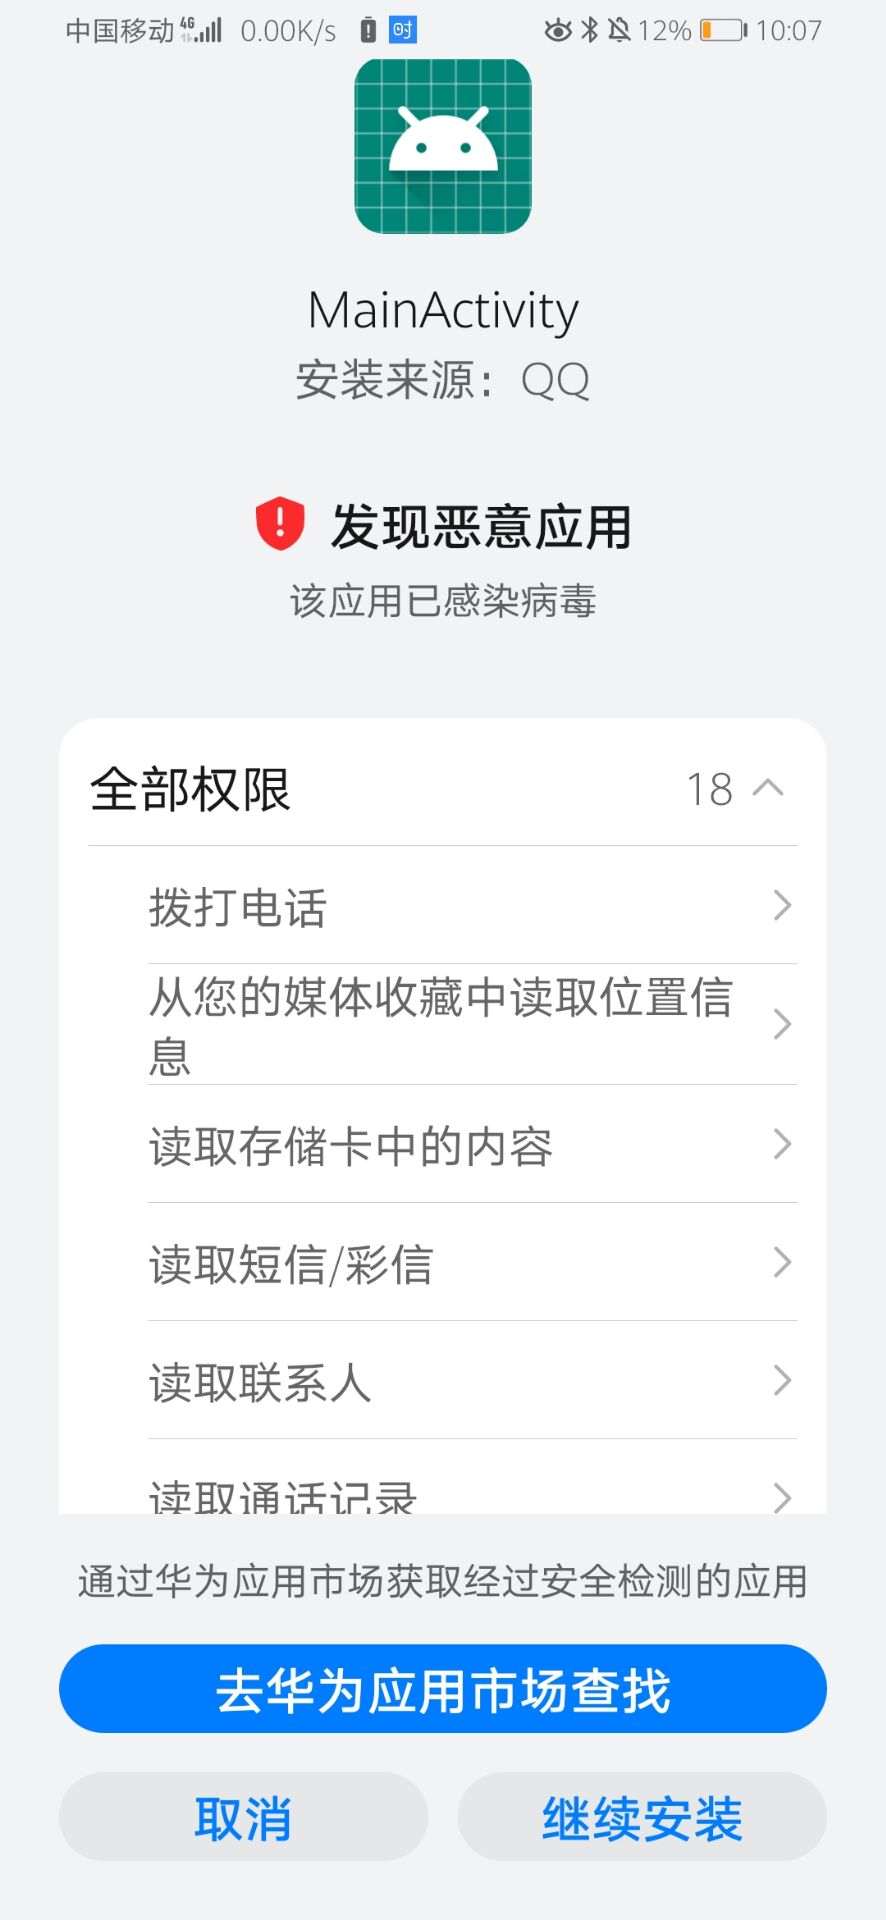 中国移动 4G 0.00K/s 时 12% 10:07
MainActivity
安装来源：QQ
发现恶意应用
该应用已感染病毒
全部权限 18
拨打电话
从您的媒体收藏中读取位置信
息
读取存储卡中的内容
读取短信/彩信
读取联系人
读取通话记录
通过华为应用市场获取经过安全检测的应用
去华为应用市场查找
取消 继续安装